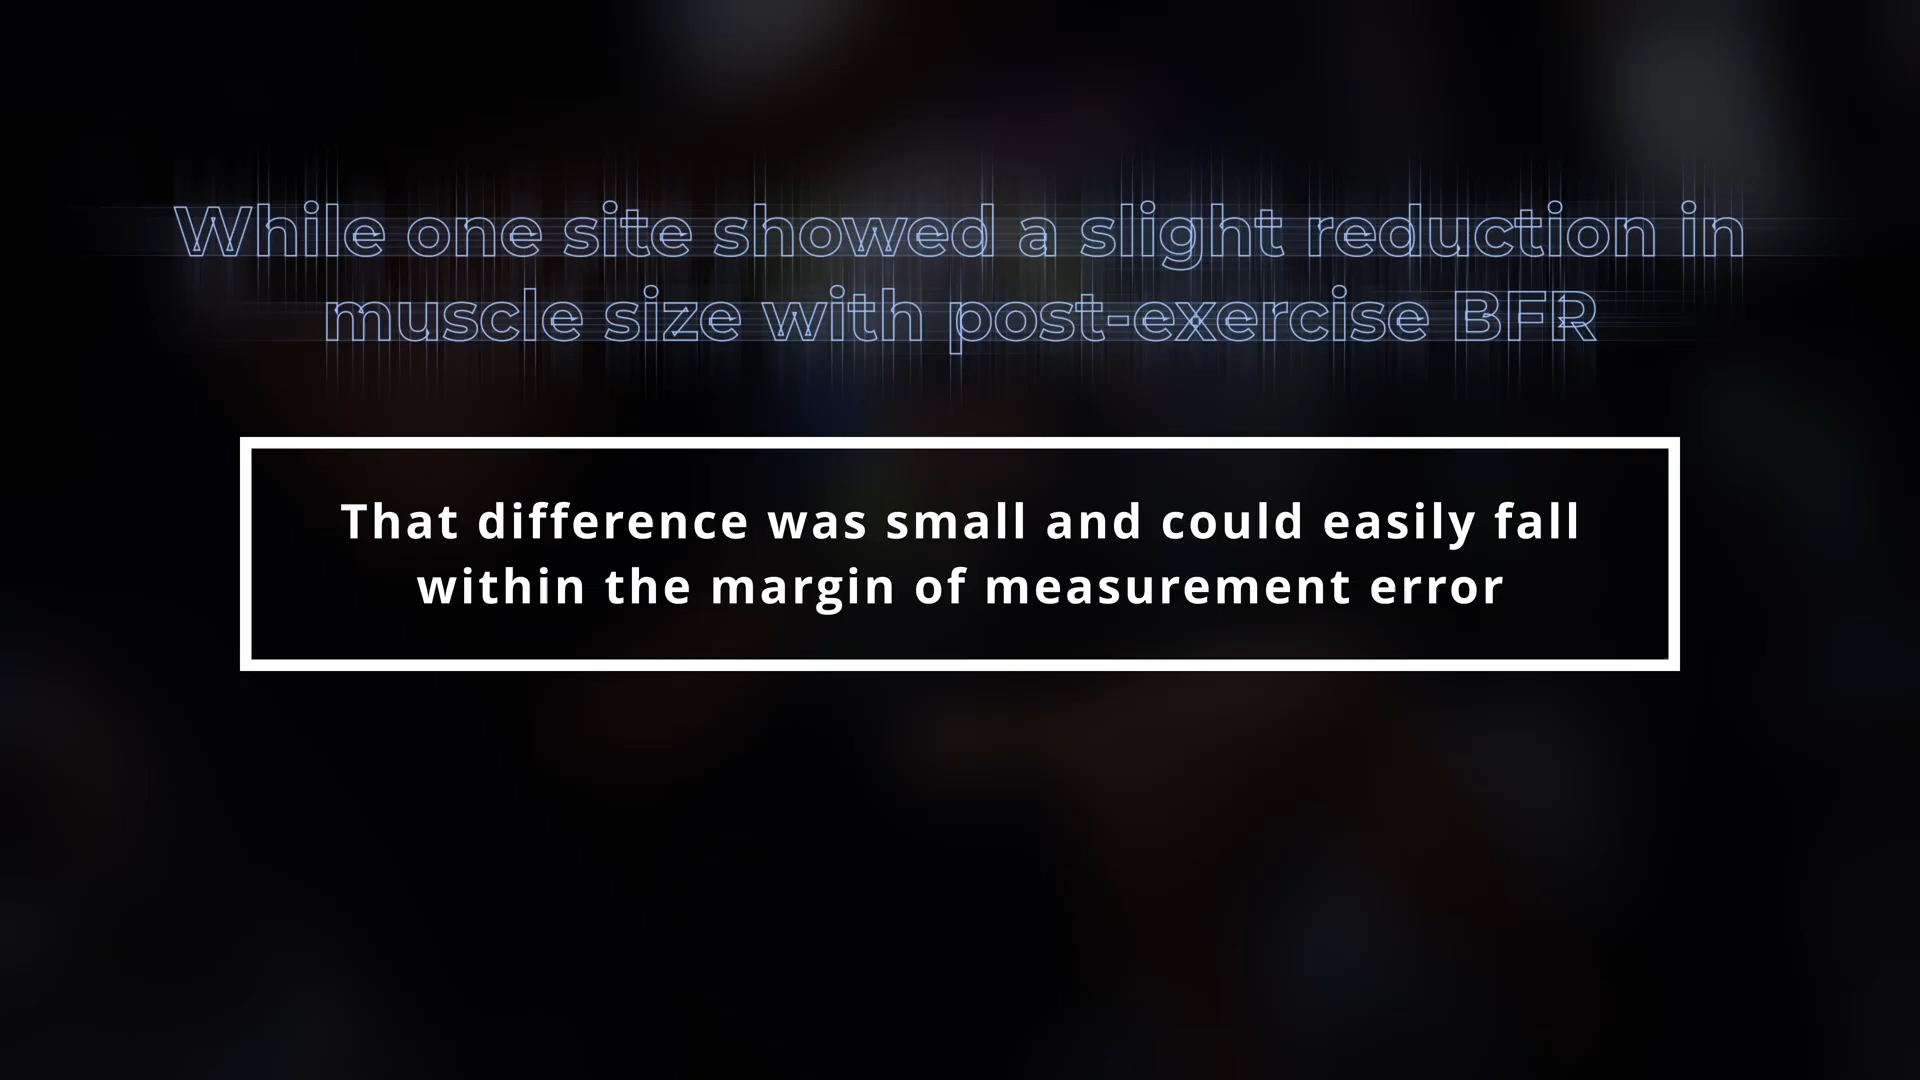 While one site showed a slight reduction in
muscle size with post-exercise BFR
That difference was small and could easily fall
within the margin of measurement error